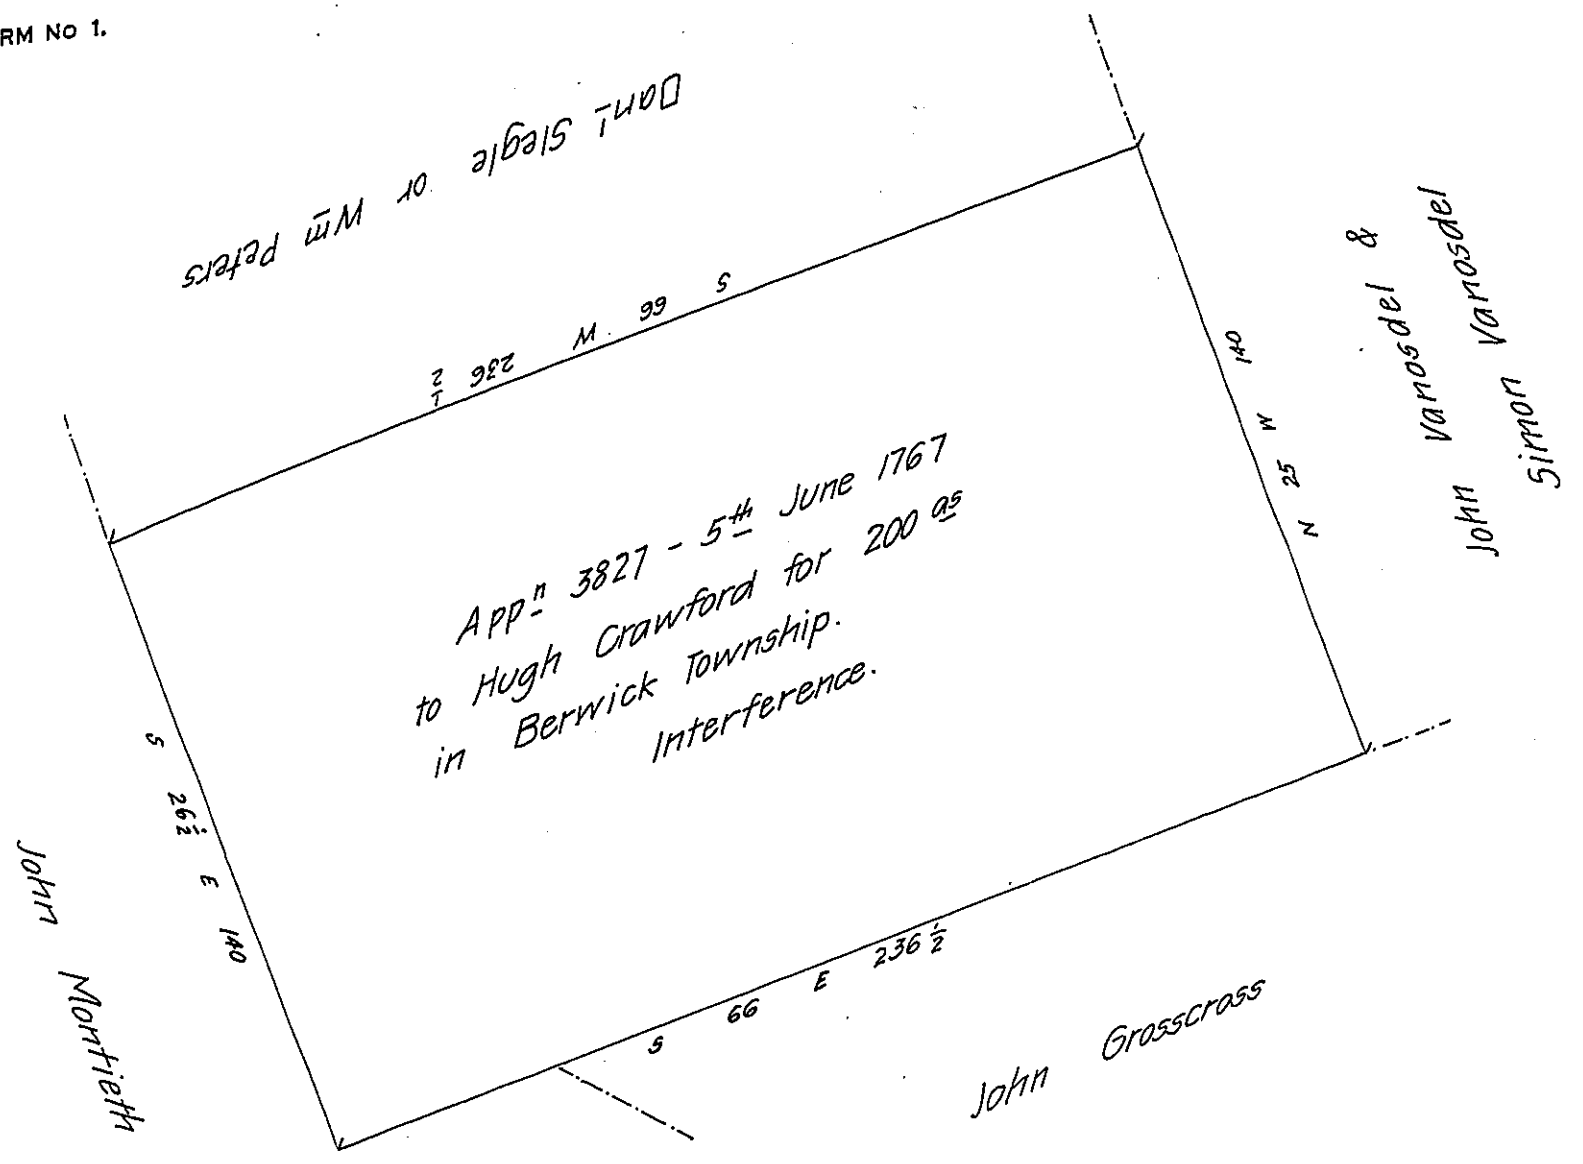 RM No 1.
Danl Slegle or Wm Peters
S 66 W. 236 1/2
John Vanosdel &
Simon Vanosdel
N 25 W 140
Appn 3827 - 5th June 1767
to Hugh Crawford for 200 as
in Berwick Township.
Interference.
S 26 1/2 E 140
John Montieth
S 66 E 236 1/2
John Grosscross